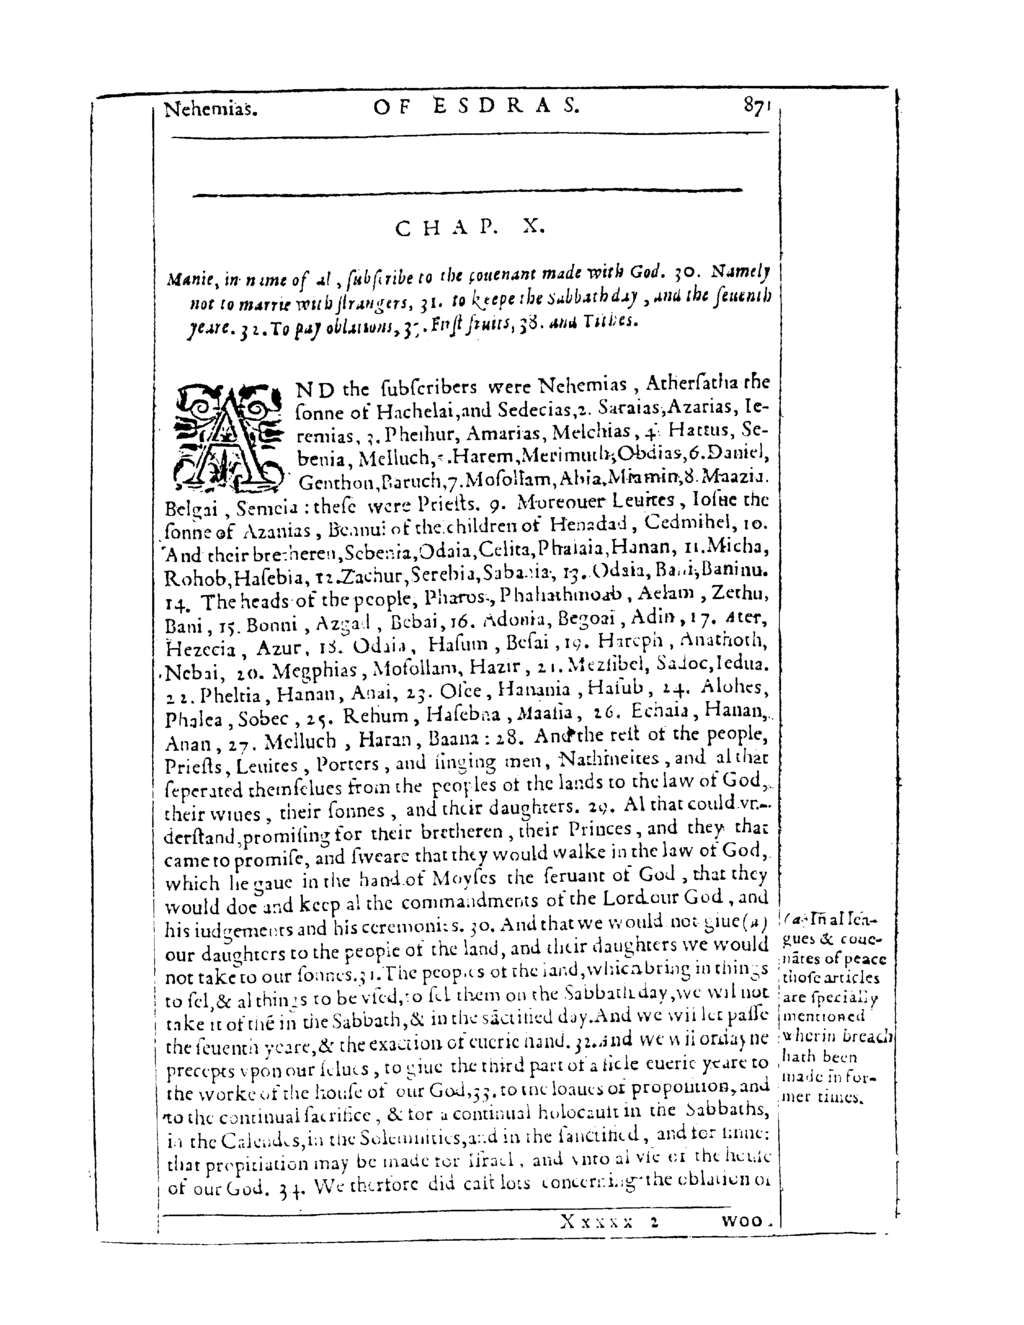 Nehemias. OF ESDRAS. 871
CHAP. X.
Manie, in name of al, ſubſcribe to the couenant made with God. 30. Namely
not to marrie with ſtrangers, 31. to keepe the Sabbath day, and the ſeuenth
yeare. 32. To pay oblations, 35. Firſt fruits, 38. and Tithes.
AND the ſubſcribers were Nehemias, Atherſatha the
ſonne of Hachelai, and Sedecias, 2. Saraias, Azarias, Ie-
remias, 3. Pheſhur, Amarias, Melchias, 4. Hattus, Se-
benia, Melluch, 5. Harem, Merimuth, Obdias, 6. Daniel,
Genthon, Baruch, 7. Moſollam, Abia, Miamin, 8. Maazia.
Belgai, Semeia: theſe were Prieſts. 9. Moreouer Leuites, Ioſue the
ſonne of Azanias, Bennui of the children of Henadad, Cedmihel, 10.
And their bretheren, Sebenia, Odaia, Celita, Phalaia, Hanan, 11. Micha,
Rohob, Haſebia, 12. Zachur, Serebia, Sabania, 13. Odaia, Bani, Baninu.
14. The heads of the people, Pharos, Phahathmoab, Aelam, Zethu,
Bani, 15. Bonni, Azgad, Bebai, 16. Adonia, Begoai, Adin, 17. Ater,
Hezecia, Azur, 18. Odaia, Haſum, Beſai, 19. Hareph, Anathoth,
Nebai, 20. Megphias, Moſollam, Hazir, 21. Mezſibel, Sadoc, Iedua.
22. Pheltia, Hanan, Anai, 23. Oſee, Hanania, Haſub, 24. Alohes,
Phalea, Sobec, 25. Rehum, Haſebna, Maaſia, 26. Echaia, Hanan,
Anan, 27. Melluch, Haran, Baana: 28. And the reſt of the people,
Prieſts, Leuites, Porters, and ſinging men, Nathineites, and al that
ſeperated themſelues from the peoples of the lands to the law of God,
their wiues, their ſonnes, and their daughters. 29. Al that could vn-
derſtand, promiſing for their bretheren, their Princes, and they that
came to promiſe, and ſweare that they would walke in the law of God,
which he gaue in the hand of Moyſes the ſeruant of God, that they
would doe and keep al the commandments of the Lord our God, and
his iudgements and his ceremonies. 30. And that we would not giue (a)
our daughters to the people of the land, and their daughters we would
not take to our ſonnes. 31. The peoples of the land, which bring in things
to ſel, & al things to be vſed, to ſel them on the Sabbath day, we wil not
take it of thē in the Sabbath, & in the sāctified day. And we wil let paſſe
the ſeuenth yeare, & the exaction of euerie hand. 32. And we wil ordayne
precepts vpon our ſelues, to giue the third part of a ſicle euerie yeare to
the worke of the houſe of our God, 33. to the loaues of propoſition, and
to the continual ſacrifice, & for a continual holocauſt in the Sabbaths,
in the Calends, in the Solemnities, and in the ſanctified, and for ſinne:
that propitiation may be made for Iſrael, and vnto al vſe of the houſe
of our God. 34. We therfore did caſt lots concerning the oblation of
Xxxxx 2 woo.
(a) In al lea-
gues & coue-
nātes of peace
thoſe articles
are ſpecially
mentioned
wherin breach
hath been
made in for-
mer times.